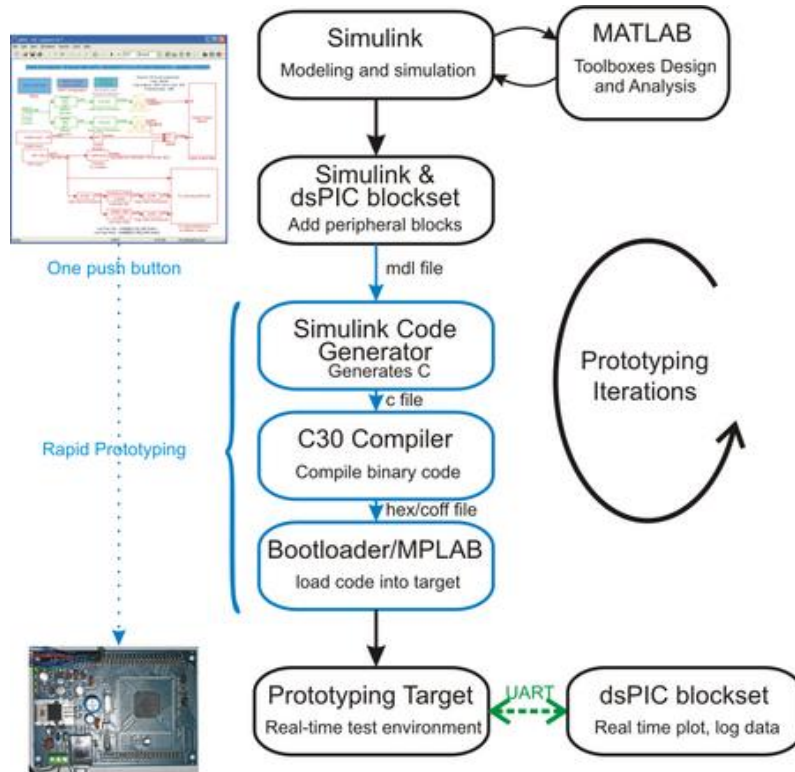 Simulink
Modeling and simulation
MATLAB
Toolboxes Design
and Analysis
Simulink &
dsPIC blockset
Add peripheral blocks
One push button
mdl file
Simulink Code
Generator
Generates C
Prototyping
Iterations
c file
Rapid Prototyping
C30 Compiler
Compile binary code
hex/coff file
Bootloader/MPLAB
load code into target
Prototyping Target
Real-time test environment
UART
dsPIC blockset
Real time plot, log data